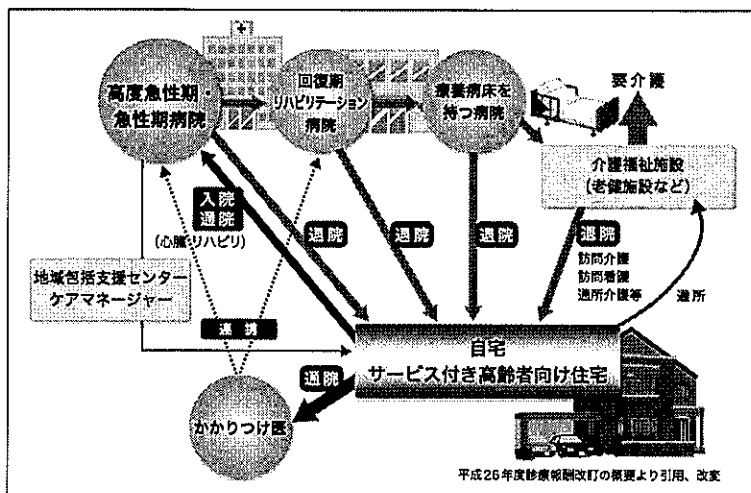 高度急性期・
急性期病院
回復期
リハビリテーション
病院
療養病床を
持つ病院
要介護
介護福祉施設
(老健施設など)
入院
通院
(心臓リハビリ)
退院
退院
退院
退院
訪問介護
訪問看護
通所介護等
通所
地域包括支援センター
ケアマネージャー
連携
自宅
サービス付き高齢者向け住宅
通院
かかりつけ医
平成26年度診療報酬改訂の概要より引用、改変